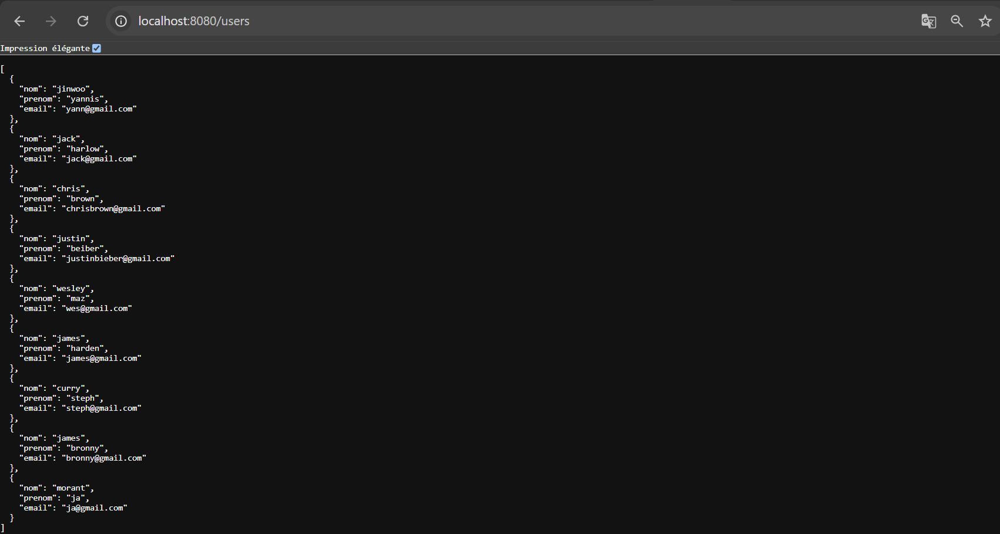 localhost:8080/users
Impression élégante
[
  {
    "nom": "jinwoo",
    "prenom": "yannis",
    "email": "yann@gmail.com"
  },
  {
    "nom": "jack",
    "prenom": "harlow",
    "email": "jack@gmail.com"
  },
  {
    "nom": "chris",
    "prenom": "brown",
    "email": "chrisbrown@gmail.com"
  },
  {
    "nom": "justin",
    "prenom": "beiber",
    "email": "justinbieber@gmail.com"
  },
  {
    "nom": "wesley",
    "prenom": "maz",
    "email": "wes@gmail.com"
  },
  {
    "nom": "james",
    "prenom": "harden",
    "email": "james@gmail.com"
  },
  {
    "nom": "curry",
    "prenom": "steph",
    "email": "steph@gmail.com"
  },
  {
    "nom": "james",
    "prenom": "bronny",
    "email": "bronny@gmail.com"
  },
  {
    "nom": "morant",
    "prenom": "ja",
    "email": "ja@gmail.com"
  }
]